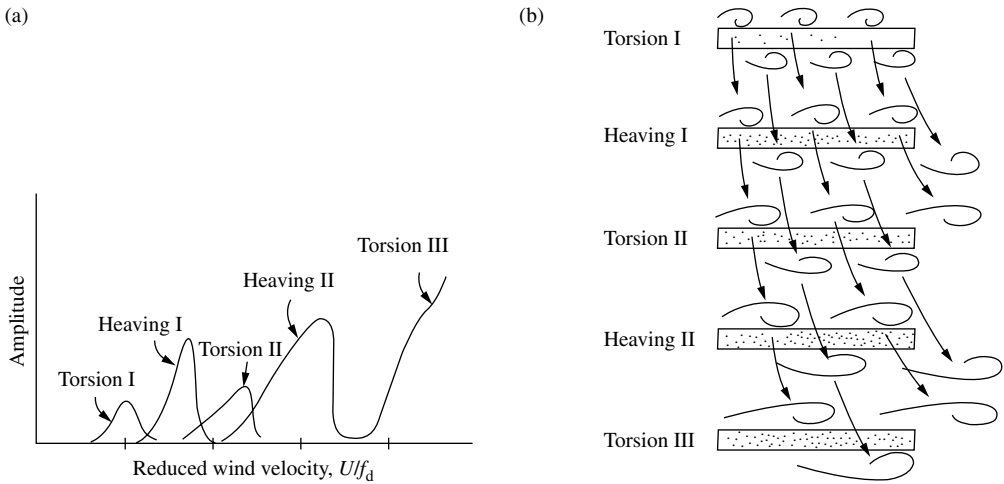 (a)
Amplitude
Torsion I
Heaving I
Torsion II
Heaving II
Torsion III
Reduced wind velocity, U/f_d
(b)
Torsion I
Heaving I
Torsion II
Heaving II
Torsion III